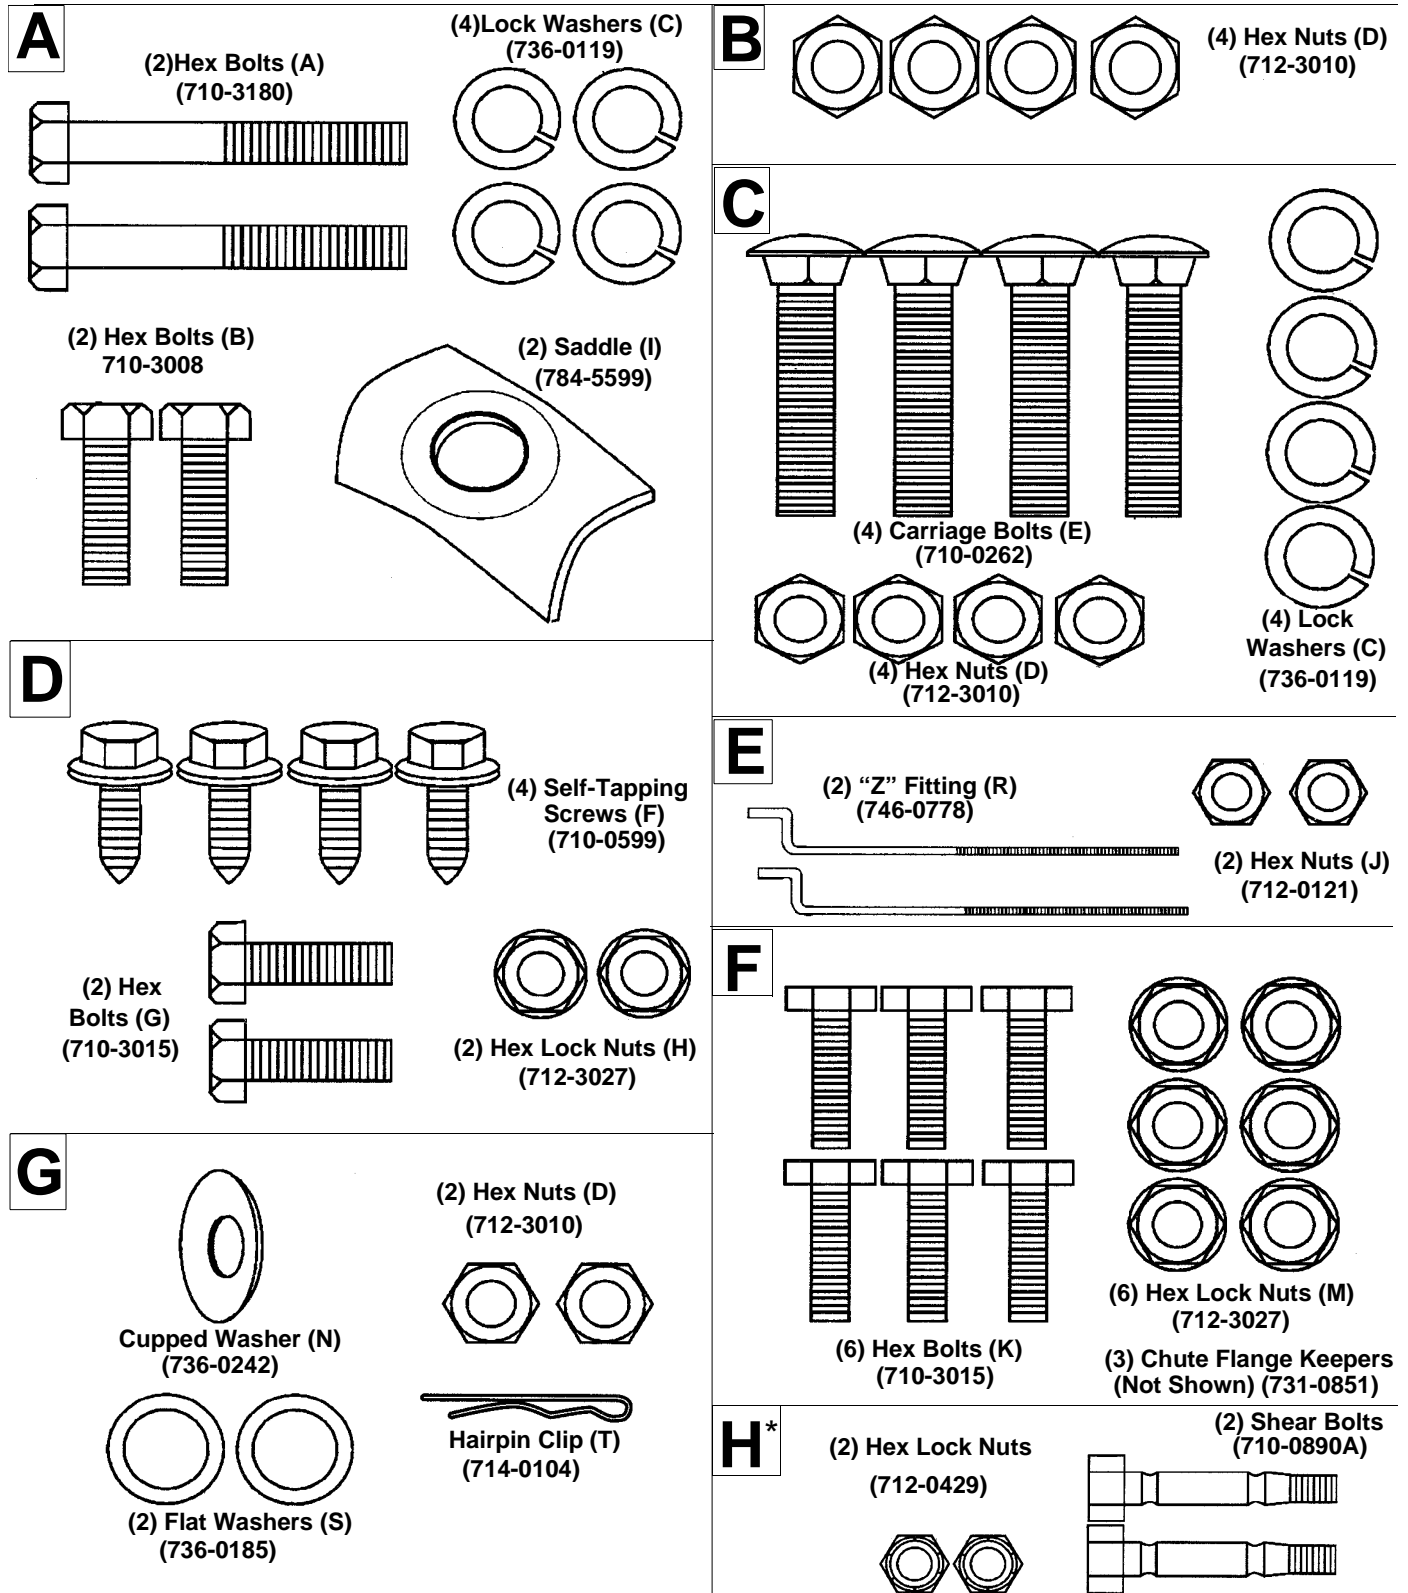 A
(2)Hex Bolts (A)
(710-3180)
(4)Lock Washers (C)
(736-0119)
(2) Hex Bolts (B)
710-3008
(2) Saddle (I)
(784-5599)
B
(4) Hex Nuts (D)
(712-3010)
C
(4) Carriage Bolts (E)
(710-0262)
(4) Hex Nuts (D)
(712-3010)
(4) Lock
Washers (C)
(736-0119)
D
(4) Self-Tapping
Screws (F)
(710-0599)
(2) Hex
Bolts (G)
(710-3015)
(2) Hex Lock Nuts (H)
(712-3027)
E
(2) “Z” Fitting (R)
(746-0778)
(2) Hex Nuts (J)
(712-0121)
F
(6) Hex Bolts (K)
(710-3015)
(6) Hex Lock Nuts (M)
(712-3027)
(3) Chute Flange Keepers
(Not Shown) (731-0851)
G
Cupped Washer (N)
(736-0242)
(2) Hex Nuts (D)
(712-3010)
Hairpin Clip (T)
(714-0104)
(2) Flat Washers (S)
(736-0185)
H*
(2) Hex Lock Nuts
(712-0429)
(2) Shear Bolts
(710-0890A)